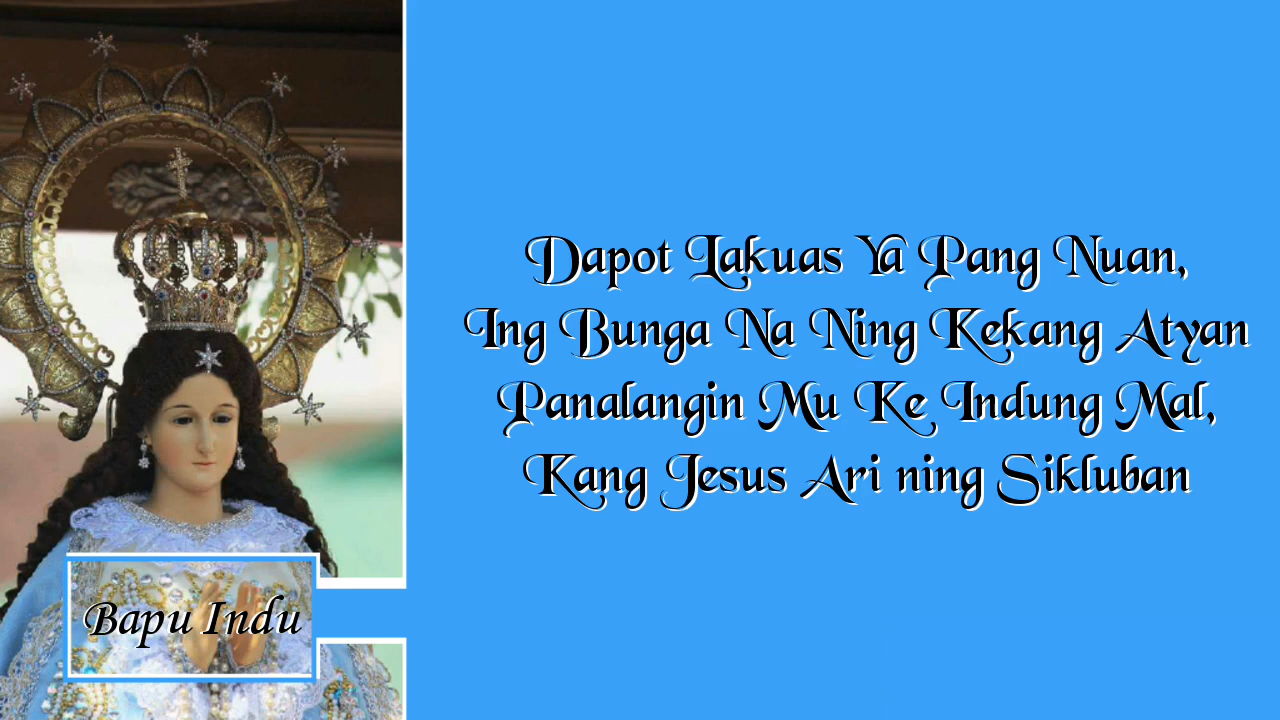 Dapot Lakuas Ya Pang Nuan,
Ing Bunga Na Ning Kekang Atyan
Panalangin Mu Ke Indung Mal,
Kang Jesus Ari ning Sikluban
Bapu Indu